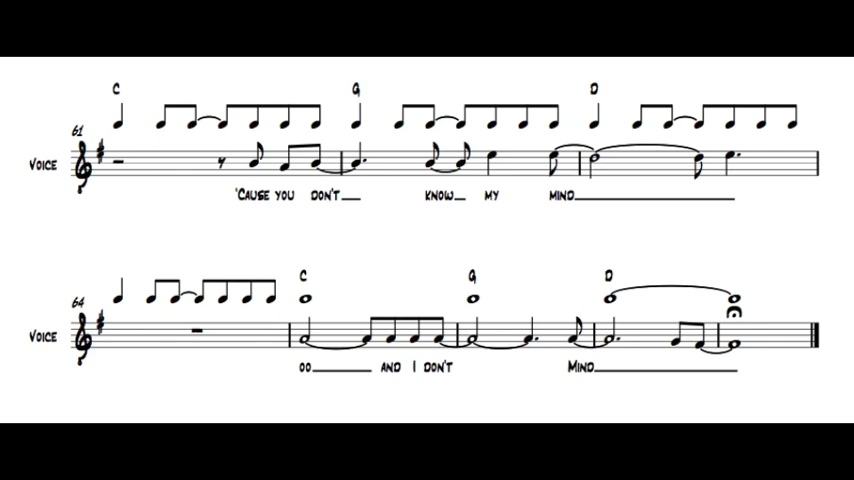 C G D
61
Voice
'Cause you don't know my mind
64
C G D
Voice
oo and I don't Mind